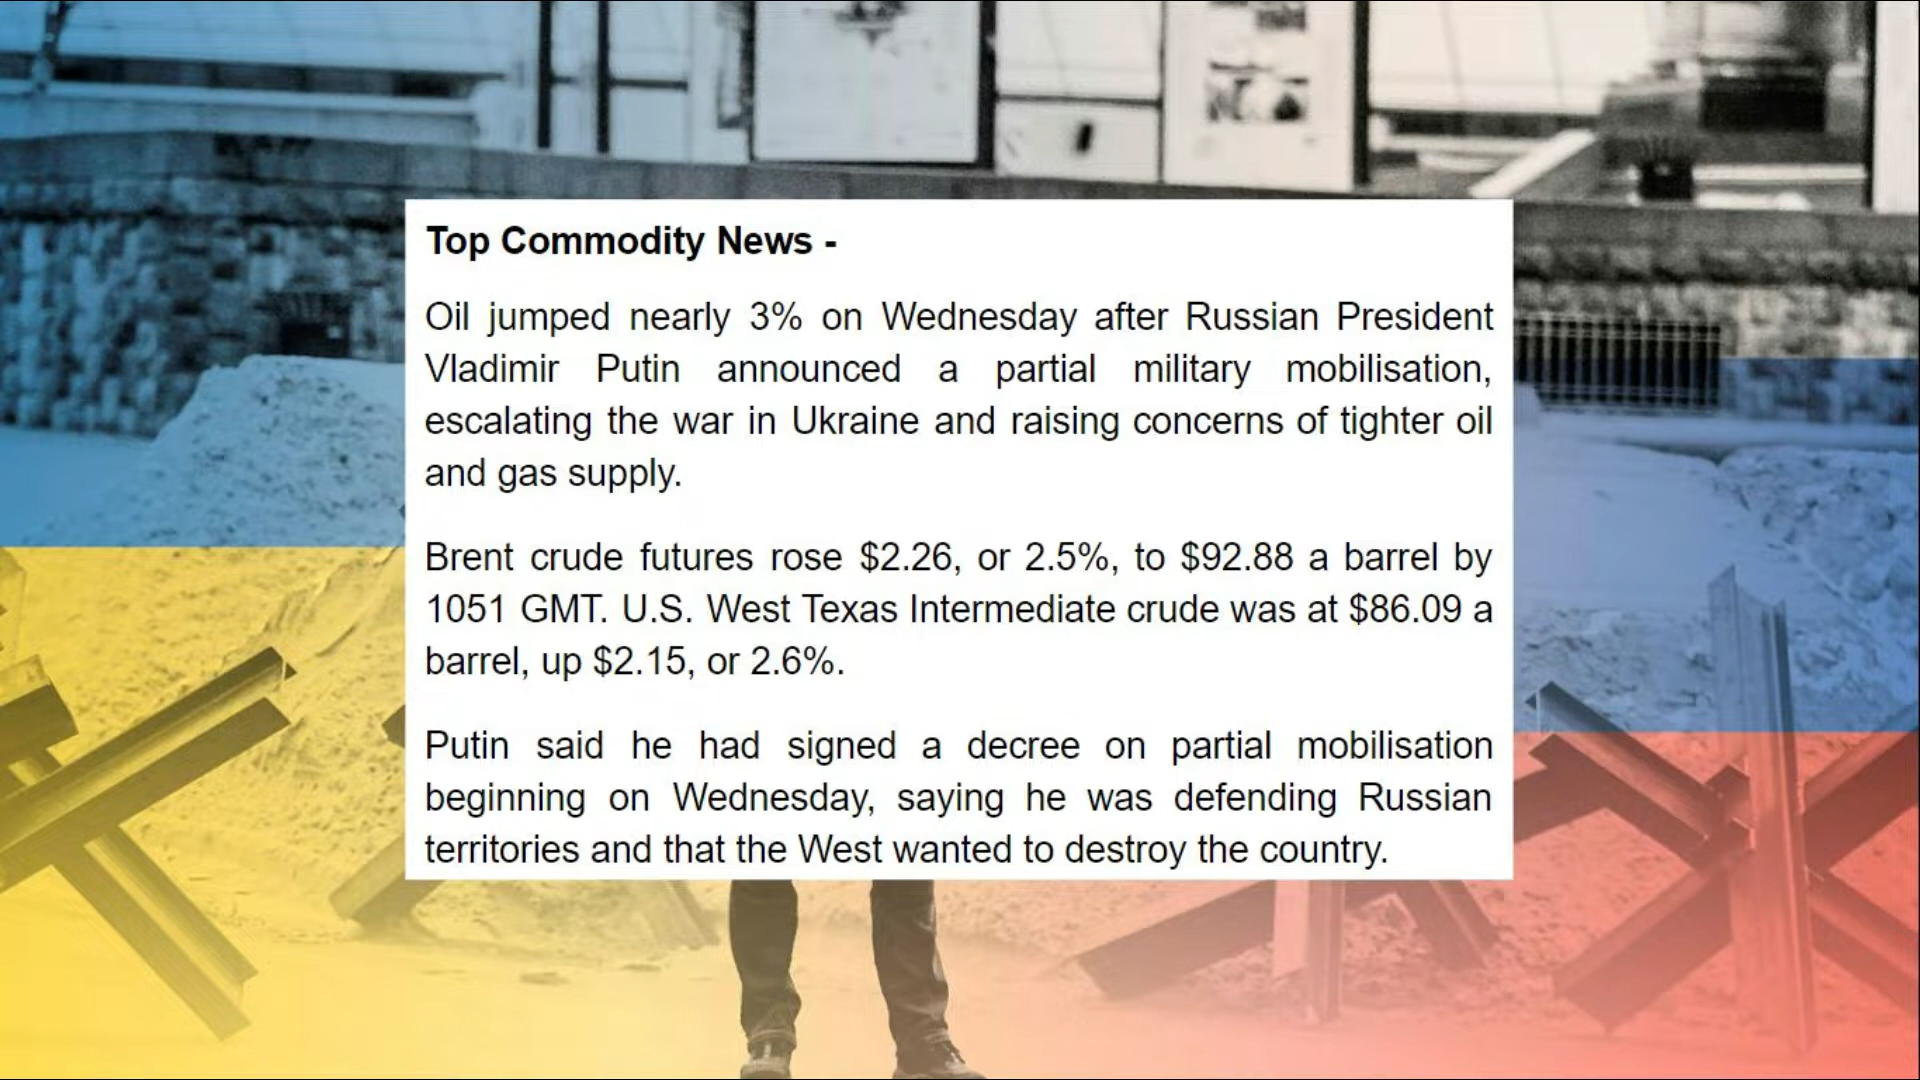 Top Commodity News -
Oil jumped nearly 3% on Wednesday after Russian President
Vladimir Putin announced a partial military mobilisation,
escalating the war in Ukraine and raising concerns of tighter oil
and gas supply.
Brent crude futures rose $2.26, or 2.5%, to $92.88 a barrel by
1051 GMT. U.S. West Texas Intermediate crude was at $86.09 a
barrel, up $2.15, or 2.6%.
Putin said he had signed a decree on partial mobilisation
beginning on Wednesday, saying he was defending Russian
territories and that the West wanted to destroy the country.